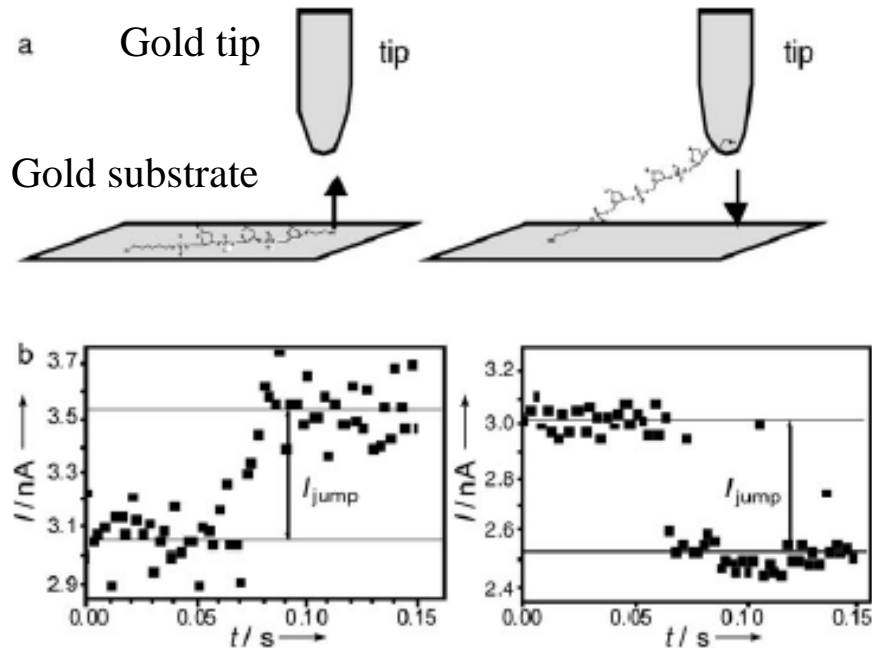 a
Gold tip
tip
tip
Gold substrate
b
3.7
3.5
3.3
3.1
2.9
I / nA
I jump
0.00
0.05
0.10
0.15
t / s
3.2
3.0
2.8
2.6
2.4
I / nA
I jump
0.00
0.05
0.10
0.15
t / s